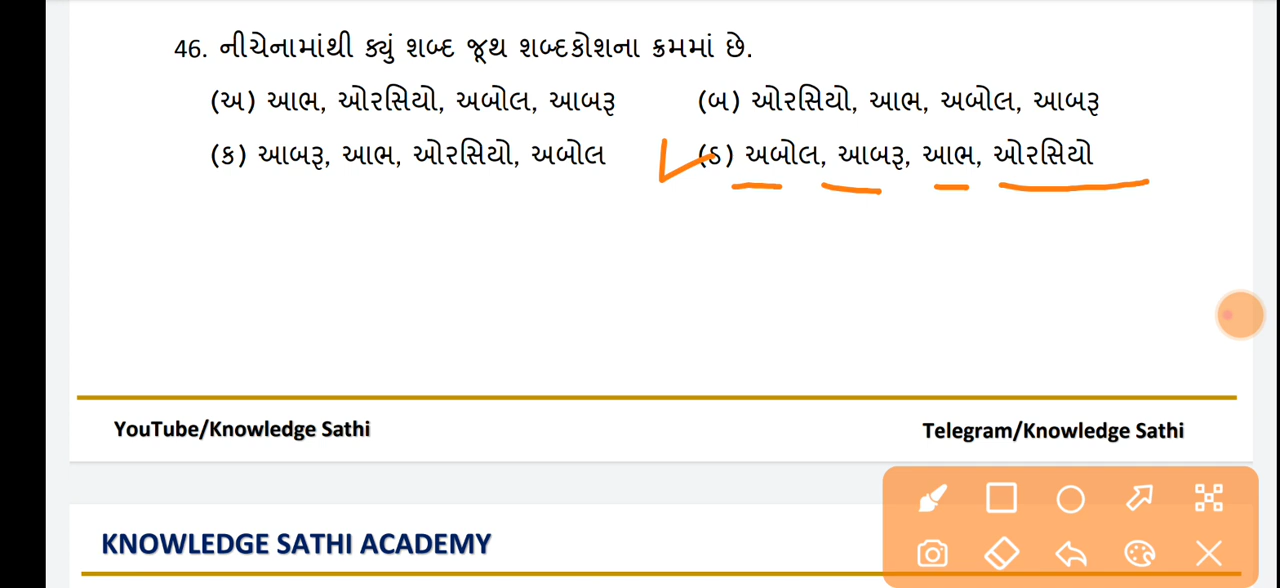 46. નીચેનામાંથી ક્યું શબ્દ જૂથ શબ્દકોશના ક્રમમાં છે.
(અ) આભ, ઓરસિયો, અબોલ, આબરૂ (બ) ઓરસિયો, આભ, અબોલ, આબરૂ
(ક) આબરૂ, આભ, ઓરસિયો, અબોલ (ડ) અબોલ, આબરૂ, આભ, ઓરસિયો
YouTube/Knowledge Sathi Telegram/Knowledge Sathi
KNOWLEDGE SATHI ACADEMY